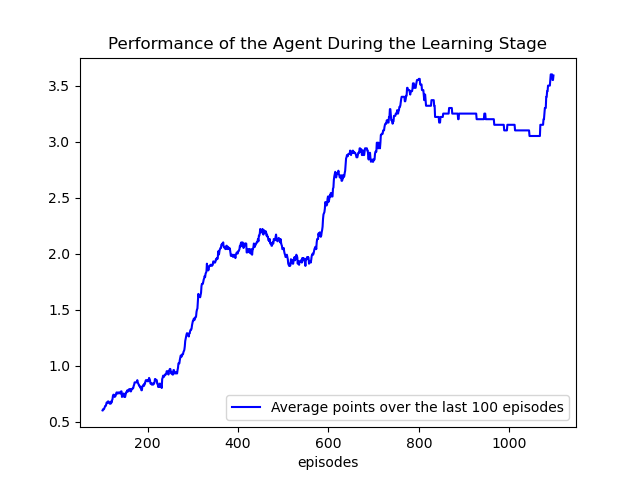 Performance of the Agent During the Learning Stage
3.5
3.0
2.5
2.0
1.5
1.0
0.5
Average points over the last 100 episodes
200 400 600 800 1000
episodes